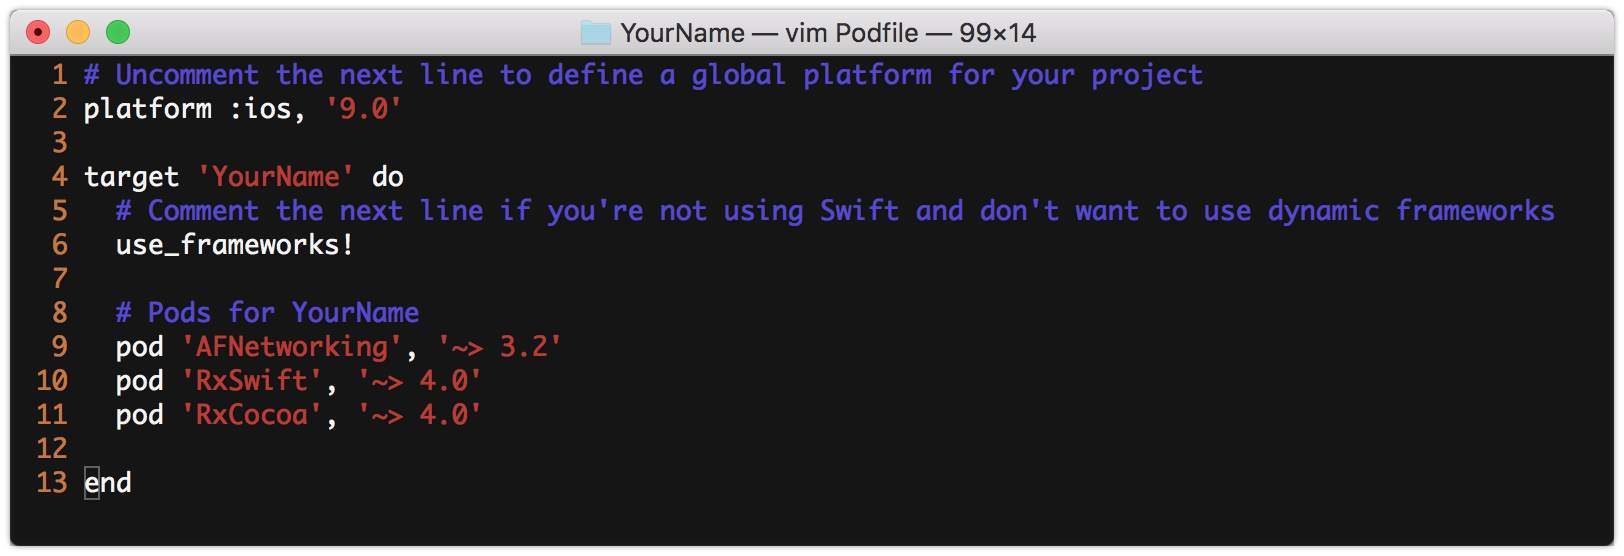 YourName — vim Podfile — 99×14
1 # Uncomment the next line to define a global platform for your project
2 platform :ios, '9.0'
3
4 target 'YourName' do
5   # Comment the next line if you're not using Swift and don't want to use dynamic frameworks
6   use_frameworks!
7
8   # Pods for YourName
9   pod 'AFNetworking', '~> 3.2'
10   pod 'RxSwift', '~> 4.0'
11   pod 'RxCocoa', '~> 4.0'
12
13 end